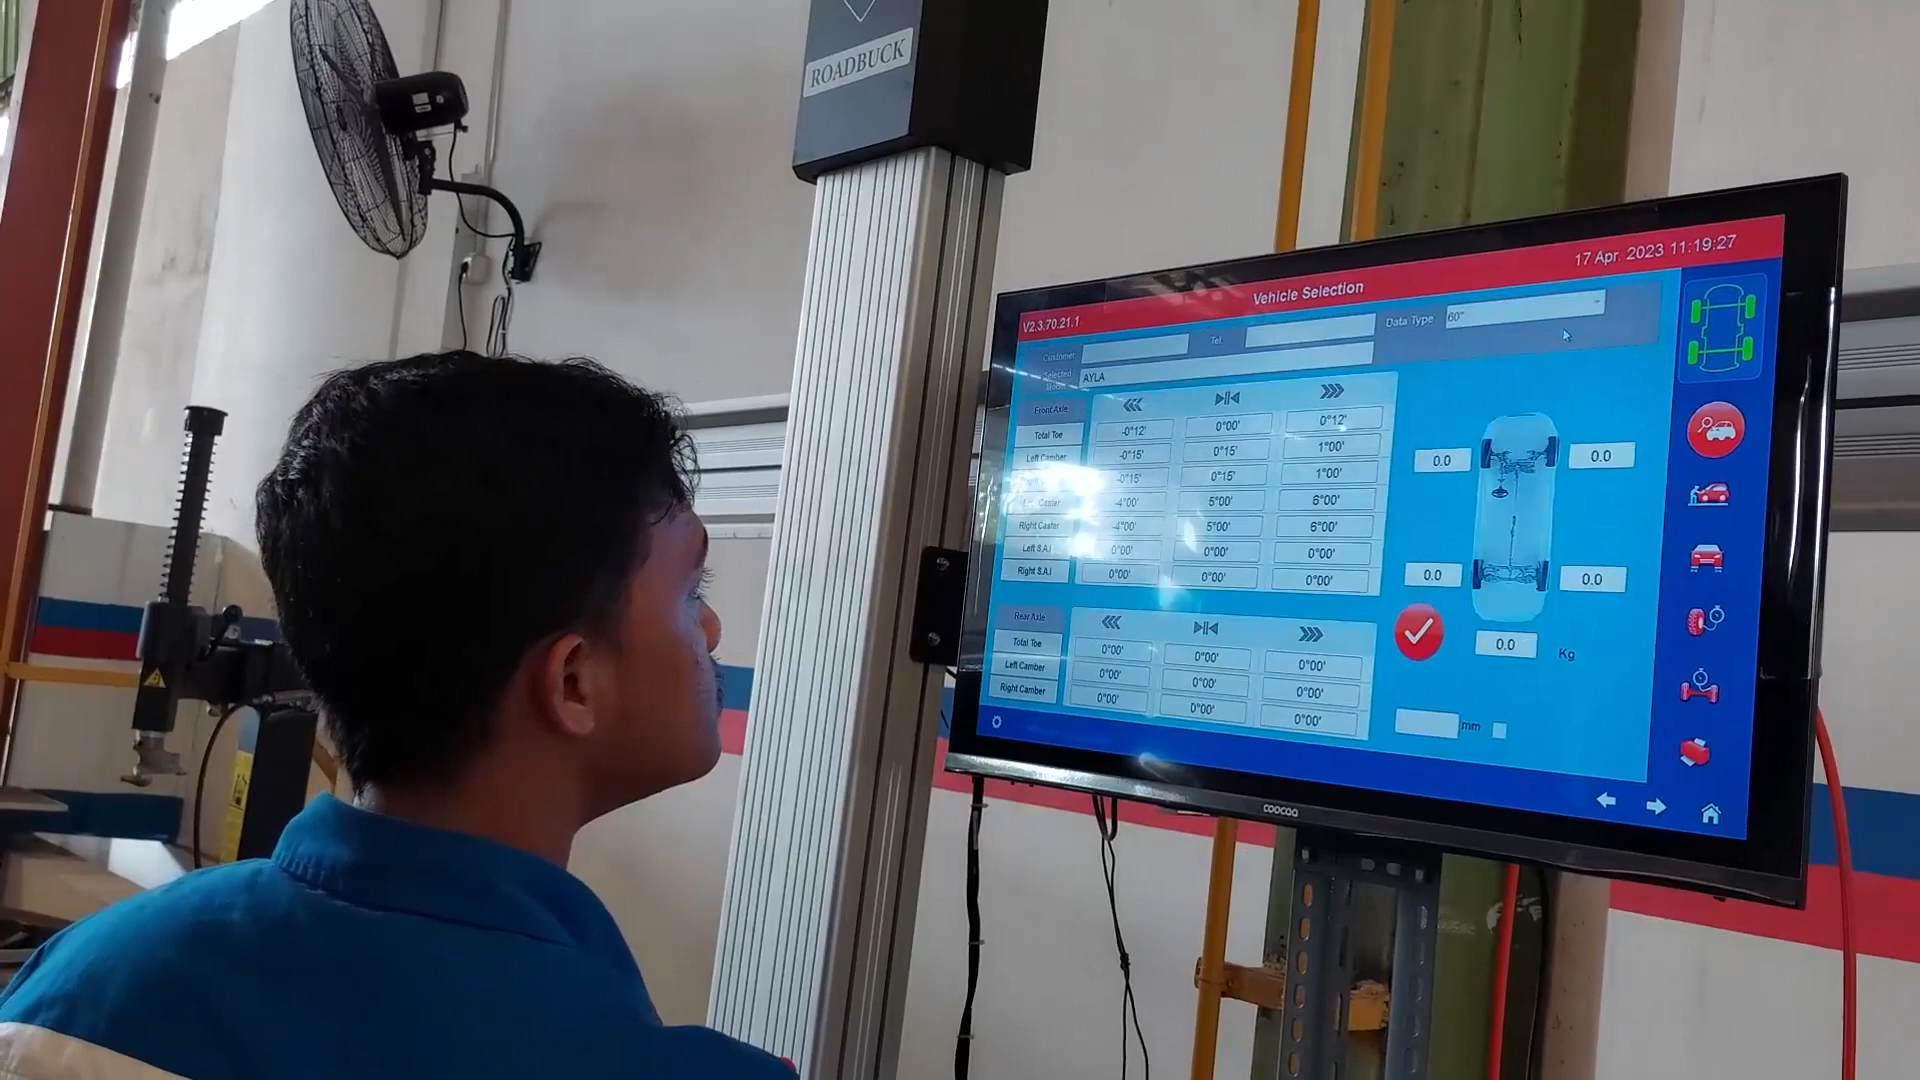 ROADBUCK
17 Apr. 2023 11:19:27
Vehicle Selection
V2.3.70.21.1
Customer
Tel.
Data Type 60"
Selected Model AYLA
Front Axle
Total Toe -0°12' 0°00' 0°12'
Left Camber -0°15' 0°15' 1°00'
-0°15' 0°15' 1°00'
Left Caster -4°00' 5°00' 6°00'
Right Caster -4°00' 5°00' 6°00'
Left S.A.I 0°00' 0°00' 0°00'
Right S.A.I 0°00' 0°00' 0°00'
Rear Axle
Total Toe 0°00' 0°00' 0°00'
Left Camber 0°00' 0°00' 0°00'
Right Camber 0°00' 0°00' 0°00'
0.0 0.0
0.0 0.0
0.0 Kg
mm
coocaa